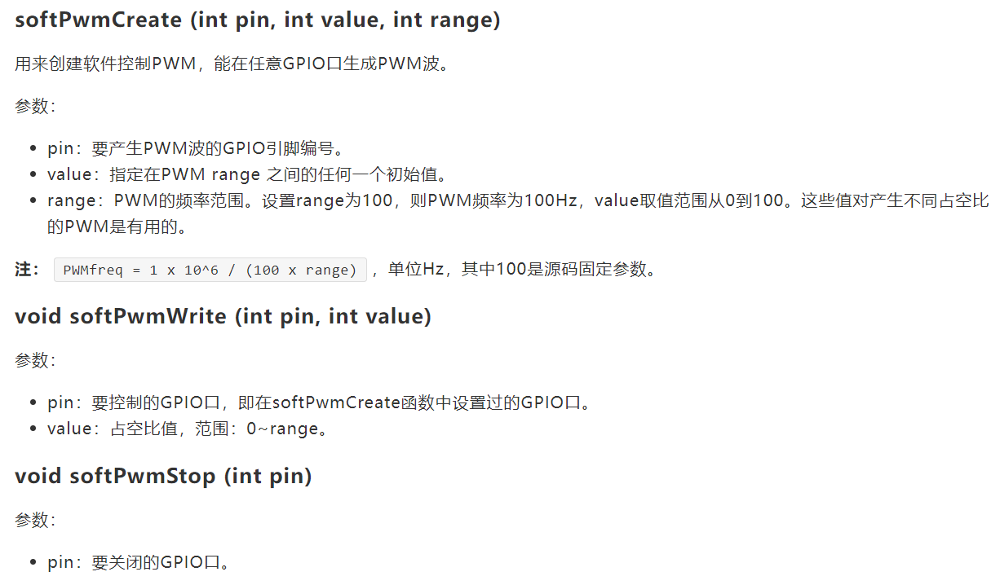 softPwmCreate (int pin, int value, int range)
用来创建软件控制PWM，能在任意GPIO口生成PWM波。
参数：
• pin：要产生PWM波的GPIO引脚编号。
• value：指定在PWM range 之间的任何一个初始值。
• range：PWM的频率范围。设置range为100，则PWM频率为100Hz，value取值范围从0到100。这些值对产生不同占空比
的PWM是有用的。
注： PWMfreq = 1 x 10^6 / (100 x range) ，单位Hz，其中100是源码固定参数。
void softPwmWrite (int pin, int value)
参数：
• pin：要控制的GPIO口，即在softPwmCreate函数中设置过的GPIO口。
• value：占空比值，范围：0~range。
void softPwmStop (int pin)
参数：
• pin：要关闭的GPIO口。